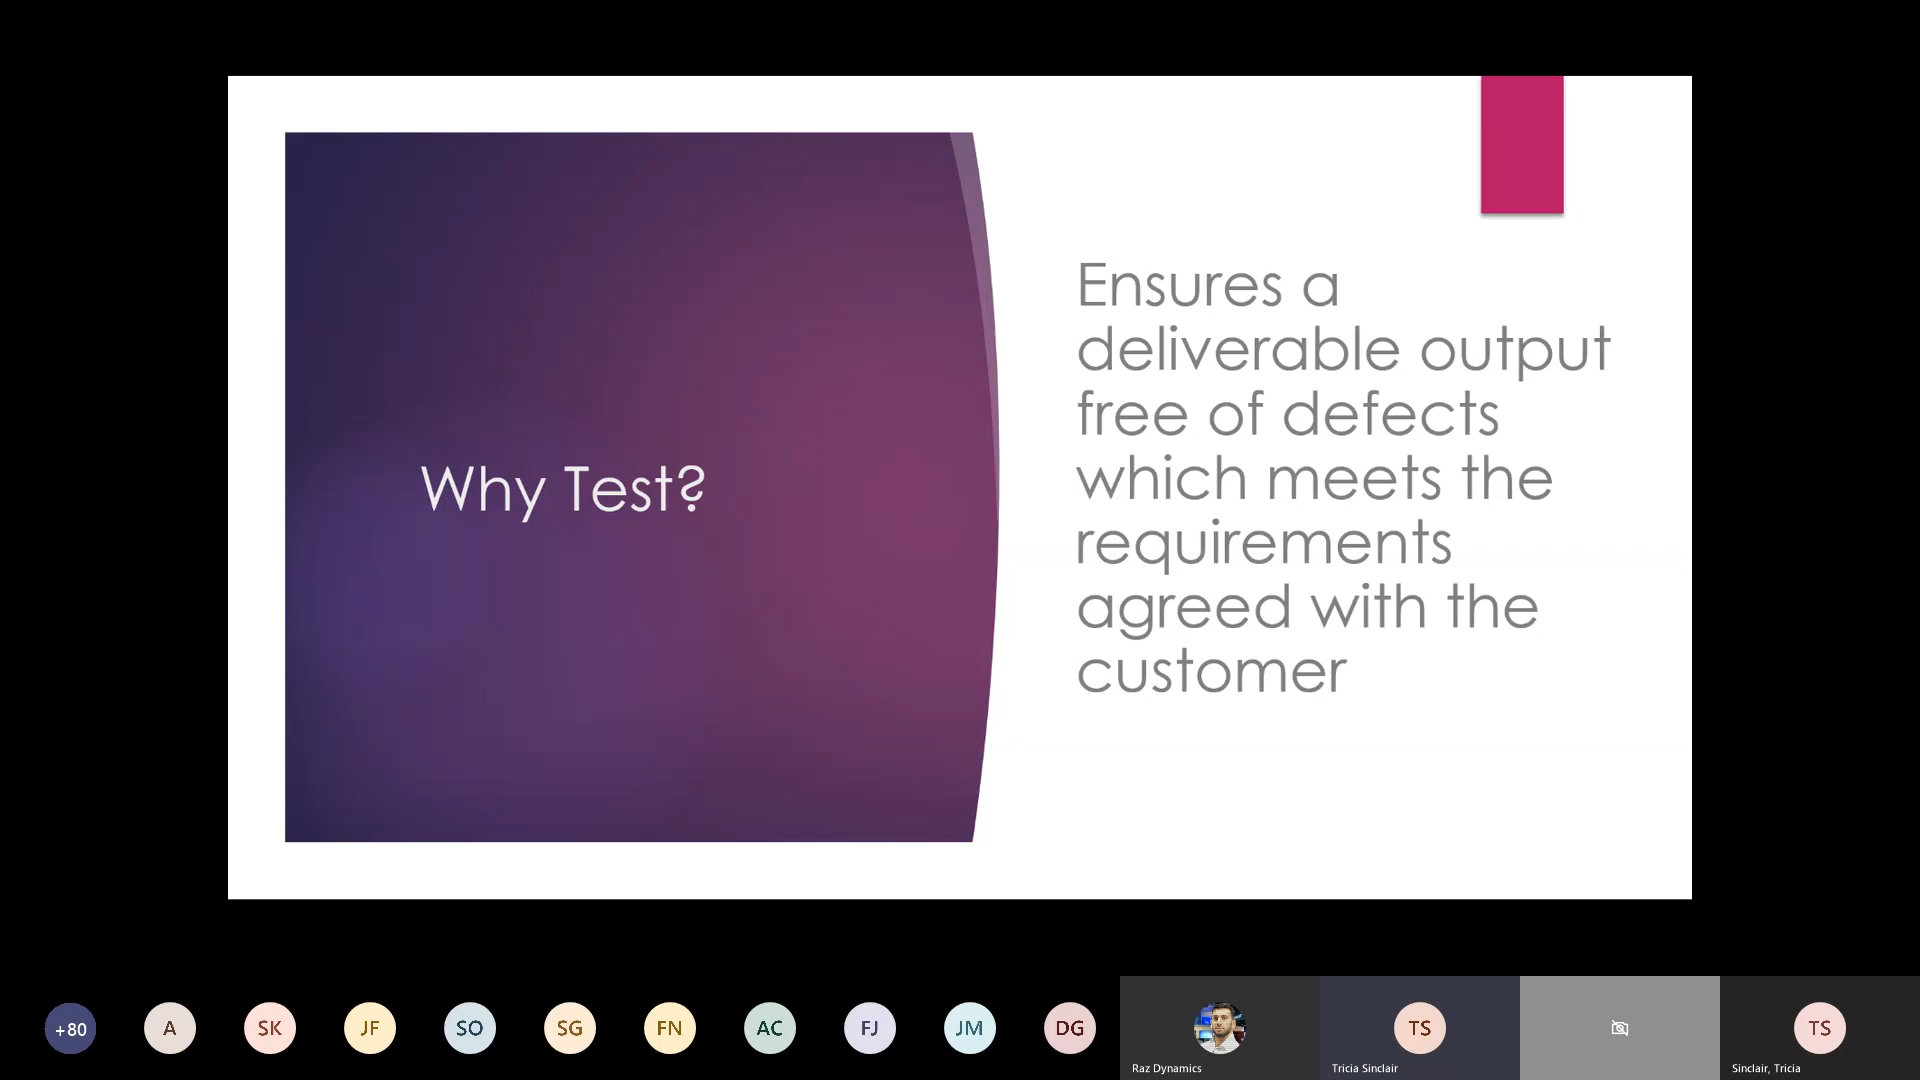 Why Test?
Ensures a
deliverable output
free of defects
which meets the
requirements
agreed with the
customer
+80
A
SK
JF
SO
SG
FN
AC
FJ
JM
DG
Raz Dynamics
TS
Tricia Sinclair
TS
Sinclair, Tricia